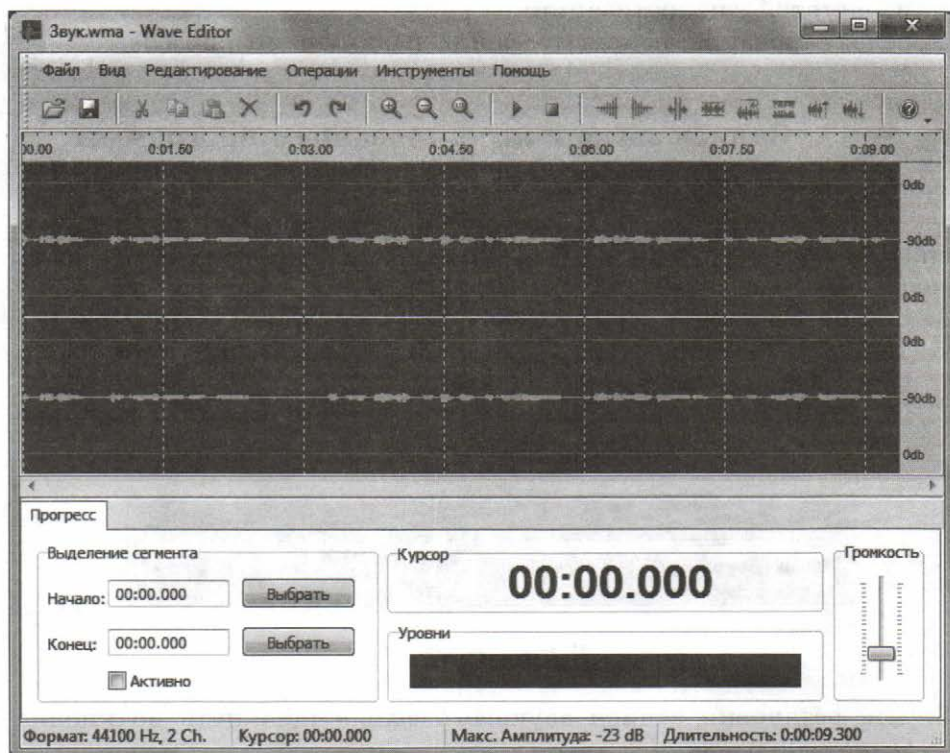 Звук.wma - Wave Editor
Файл Вид Редактирование Операции Инструменты Помощь
00.00 0:01.50 0:03.00 0:04.50 0:06.00 0:07.50 0:09.00
0db
-90db
0db
0db
-90db
0db
Прогресс
Выделение сегмента
Начало: 00:00.000 Выбрать
Конец: 00:00.000 Выбрать
Активно
Курсор
00:00.000
Уровни
Громкость
Формат: 44100 Hz, 2 Ch. Курсор: 00:00.000 Макс. Амплитуда: -23 dB Длительность: 0:00:09.300